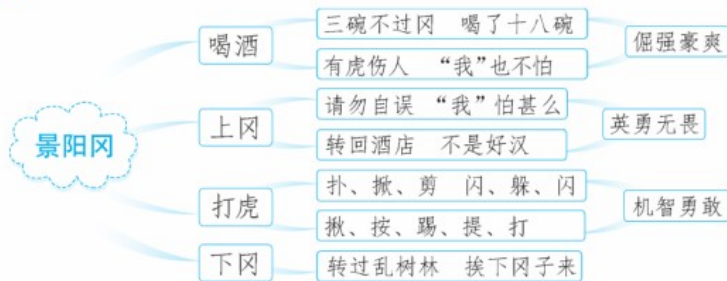 景阳冈
喝酒
三碗不过冈 喝了十八碗
有虎伤人 “我”也不怕
倔强豪爽
上冈
请勿自误 “我”怕甚么
转回酒店 不是好汉
英勇无畏
打虎
扑、掀、剪 闪、躲、闪
揪、按、踢、提、打
机智勇敢
下冈
转过乱树林 挨下冈子来